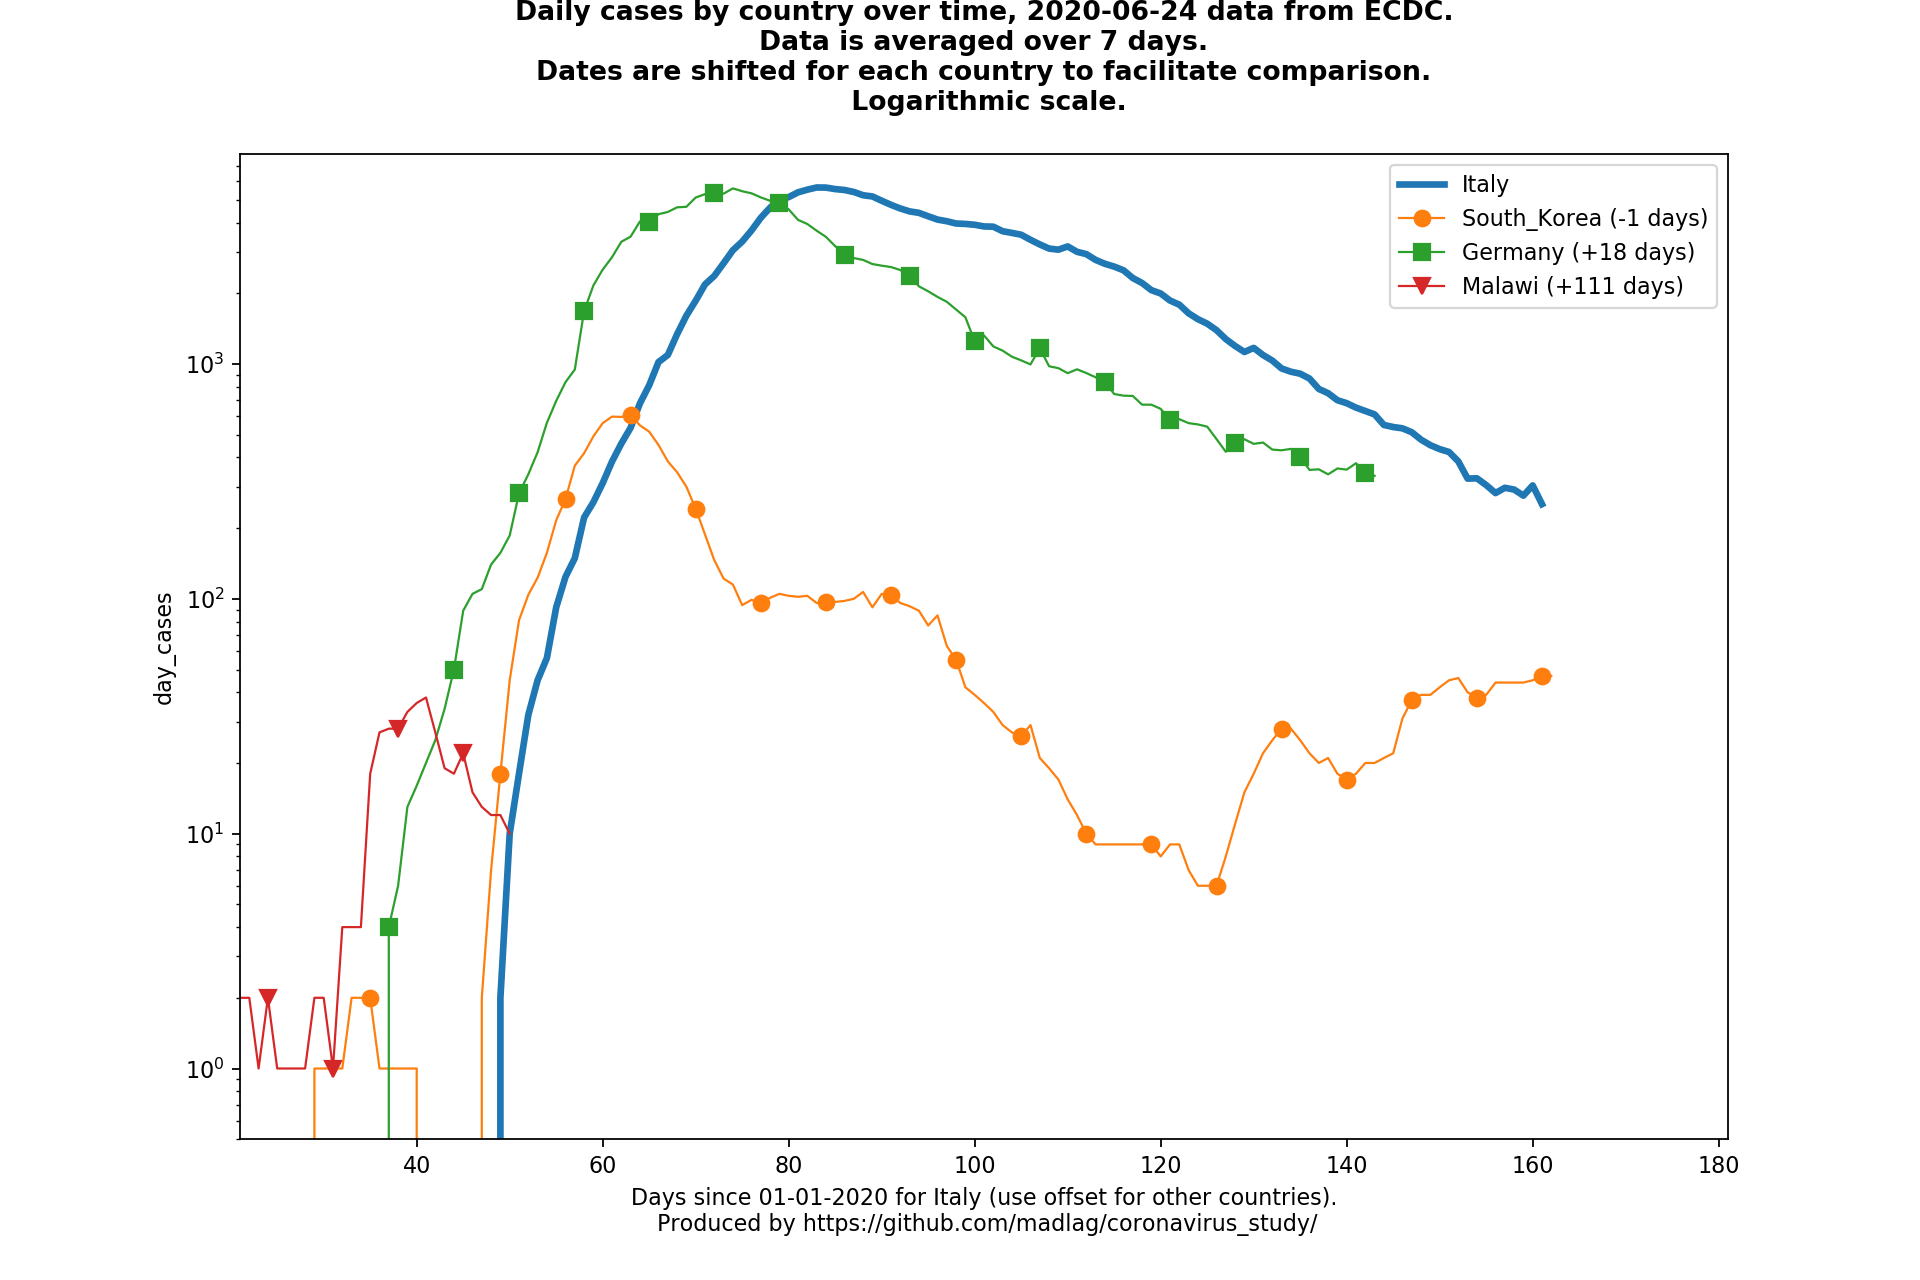 Daily cases by country over time, 2020-06-24 data from ECDC.
Data is averaged over 7 days.
Dates are shifted for each country to facilitate comparison.
Logarithmic scale.
Italy
South_Korea (-1 days)
Germany (+18 days)
Malawi (+111 days)
day_cases
10³
10²
10¹
10⁰
40 60 80 100 120 140 160 180
Days since 01-01-2020 for Italy (use offset for other countries).
Produced by https://github.com/madlag/coronavirus_study/